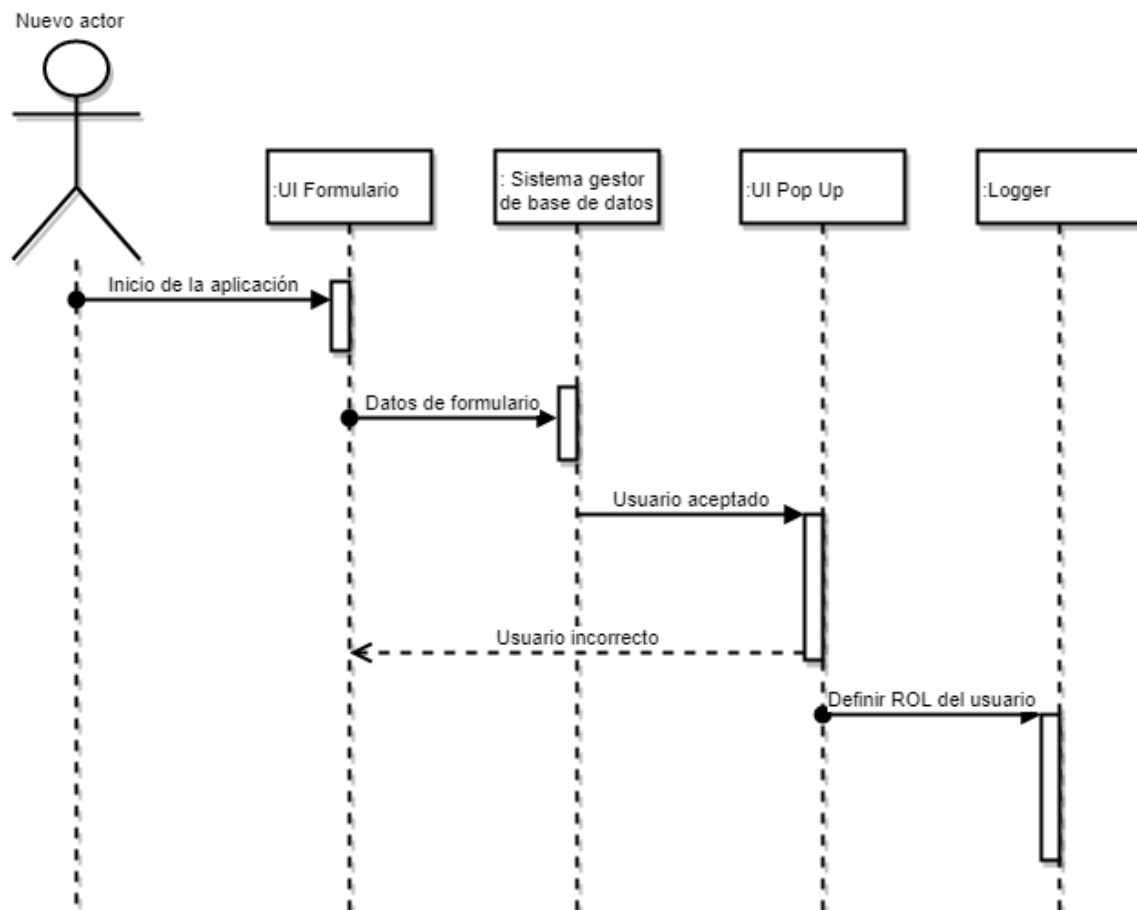 Nuevo actor
:UI Formulario
: Sistema gestor
de base de datos
:UI Pop Up
:Logger
Inicio de la aplicación
Datos de formulario
Usuario aceptado
Usuario incorrecto
Definir ROL del usuario